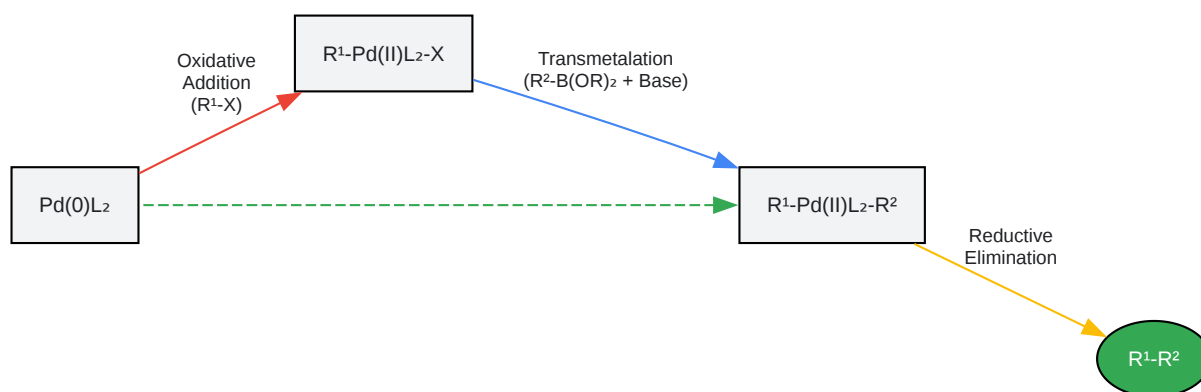 R¹-Pd(II)L₂-X
Oxidative
Addition
(R¹-X)
Transmetalation
(R²-B(OR)₂ + Base)
Pd(0)L₂
R¹-Pd(II)L₂-R²
Reductive
Elimination
R¹-R²